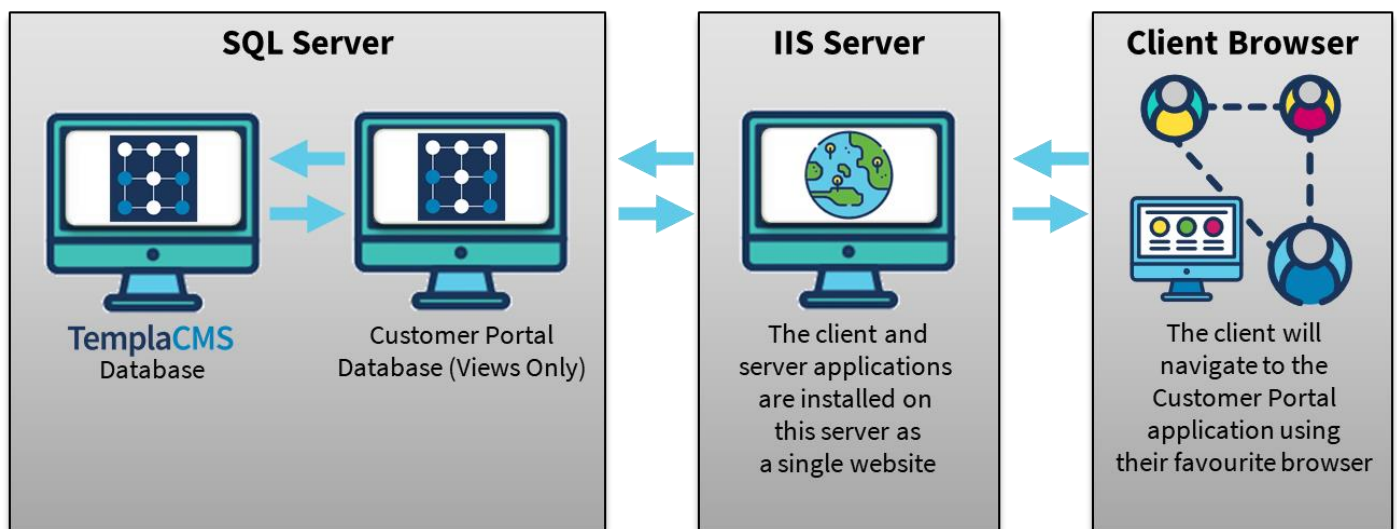 SQL Server
TemplaCMS
Database
Customer Portal
Database (Views Only)
IIS Server
The client and
server applications
are installed on
this server as
a single website
Client Browser
The client will
navigate to the
Customer Portal
application using
their favourite browser